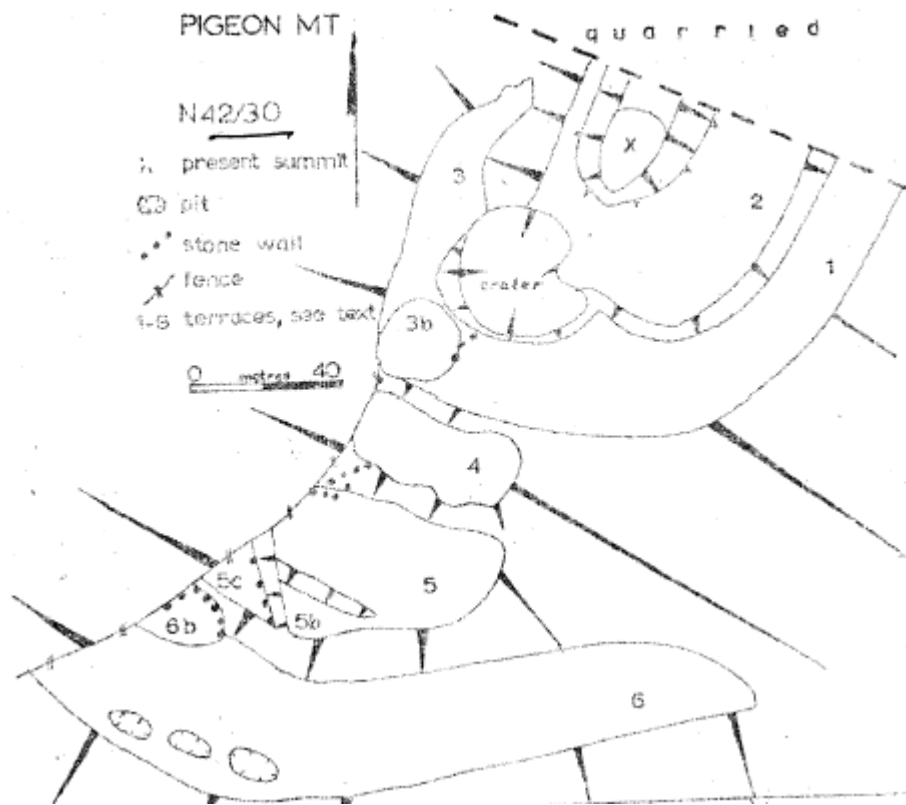 PIGEON MT
quarried
N42/30
present summit
pit
stone wall
fence
terraces, see text
0 metres 40
X
3
2
1
crater
3b
4
5
5c
5b
6b
6